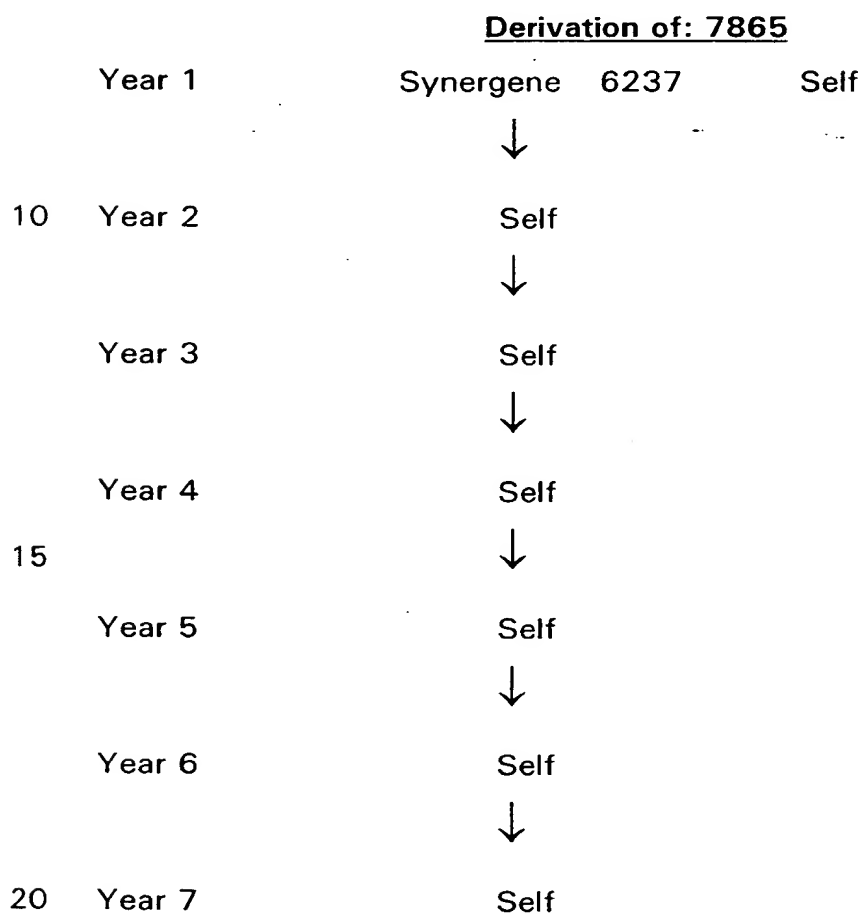 Derivation of: 7865
Year 1 Synergene 6237 Self
↓
10 Year 2 Self
↓
Year 3 Self
↓
Year 4 Self
15 ↓
Year 5 Self
↓
Year 6 Self
↓
20 Year 7 Self